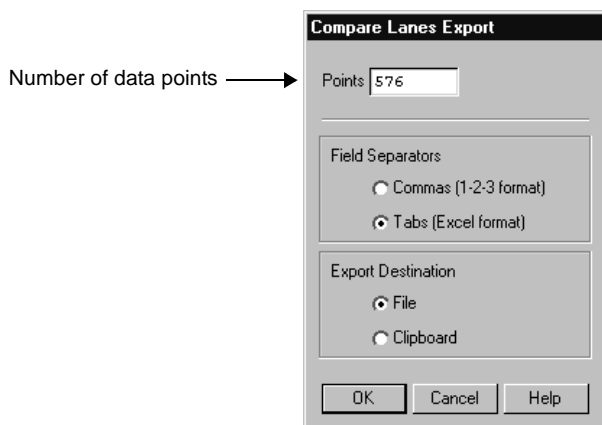 Compare Lanes Export
Number of data points
Points 576
Field Separators
Commas (1-2-3 format)
Tabs (Excel format)
Export Destination
File
Clipboard
OK Cancel Help